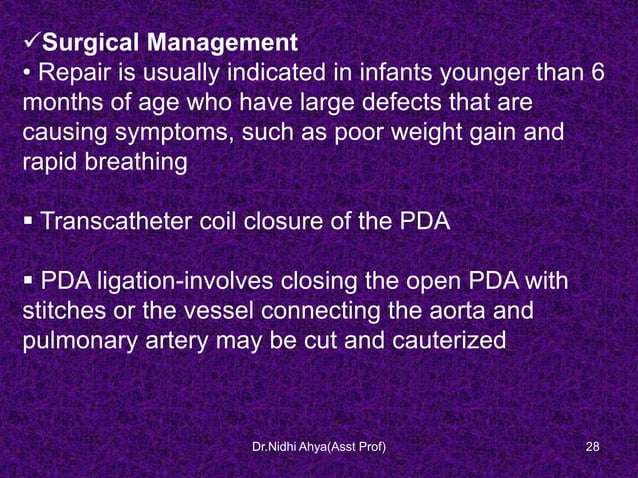 ✓Surgical Management
• Repair is usually indicated in infants younger than 6
months of age who have large defects that are
causing symptoms, such as poor weight gain and
rapid breathing
▪ Transcatheter coil closure of the PDA
▪ PDA ligation-involves closing the open PDA with
stitches or the vessel connecting the aorta and
pulmonary artery may be cut and cauterized
Dr.Nidhi Ahya(Asst Prof) 28